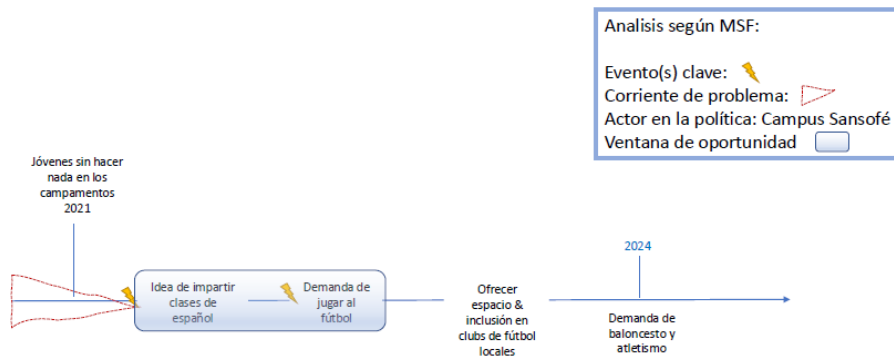 Analisis según MSF:
Evento(s) clave:
Corriente de problema:
Actor en la política: Campus Sansofé
Ventana de oportunidad
Jóvenes sin hacer
nada en los
campamentos
2021
Idea de impartir
clases de
español
Demanda de
jugar al
fútbol
Ofrecer
espacio &
inclusión en
clubs de fútbol
locales
2024
Demanda de
baloncesto y
atletismo